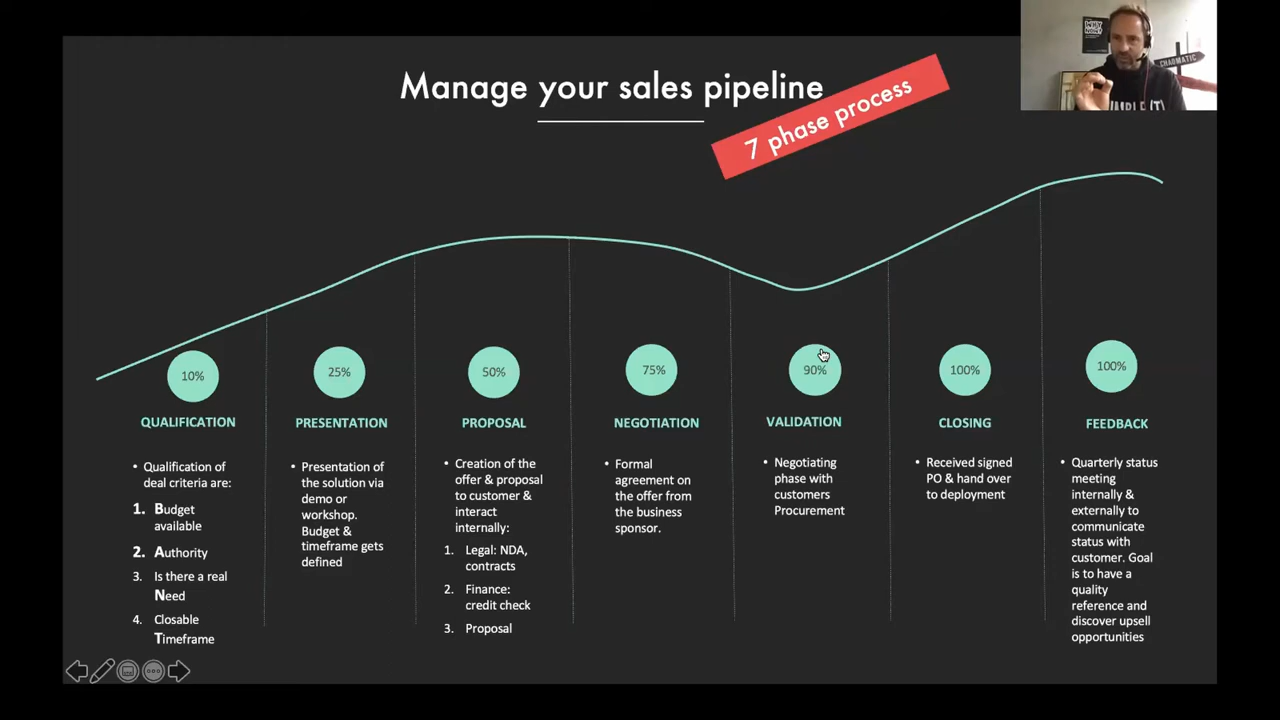 Manage your sales pipeline
7 phase process
CHAOMATIC
10%
QUALIFICATION
• Qualification of
deal criteria are:
1. Budget
available
2. Authority
3. Is there a real
Need
4. Closable
Timeframe
25%
PRESENTATION
• Presentation of
the solution via
demo or
workshop.
Budget &
timeframe gets
defined
50%
PROPOSAL
• Creation of the
offer & proposal
to customer &
interact
internally:
1. Legal: NDA,
contracts
2. Finance:
credit check
3. Proposal
75%
NEGOTIATION
• Formal
agreement on
the offer from
the business
sponsor.
90%
VALIDATION
• Negotiating
phase with
customers
Procurement
100%
CLOSING
• Received signed
PO & hand over
to deployment
100%
FEEDBACK
• Quarterly status
meeting
internally &
externally to
communicate
status with
customer. Goal
is to have a
quality
reference and
discover upsell
opportunities